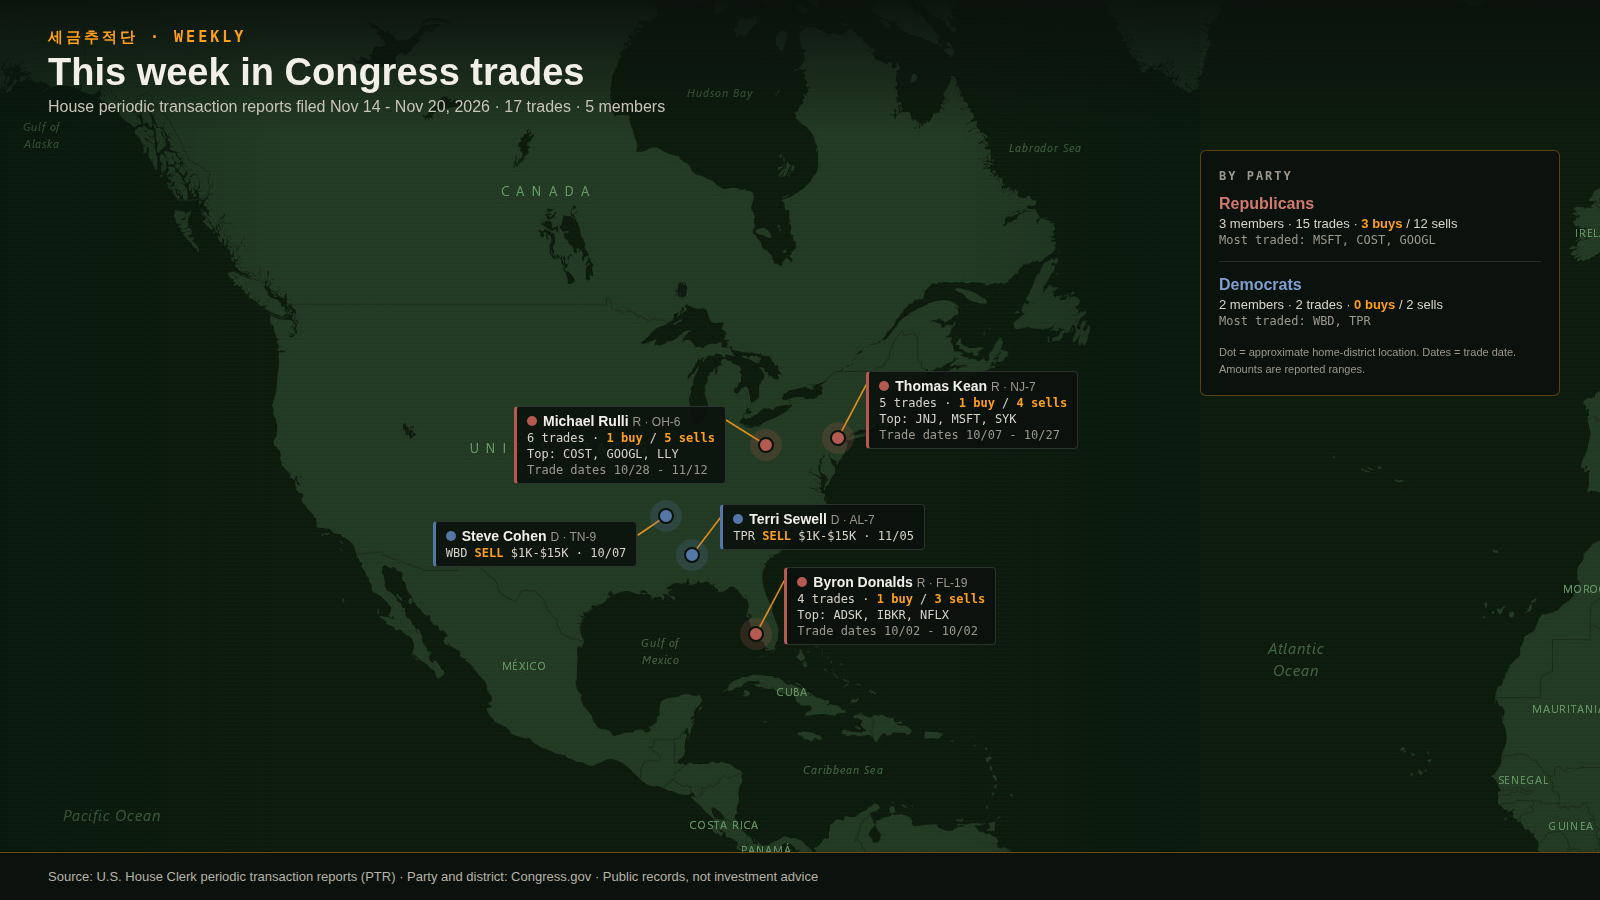 세금추적단 · WEEKLY
This week in Congress trades
House periodic transaction reports filed Nov 14 - Nov 20, 2026 · 17 trades · 5 members
Hudson Bay
Gulf of
Alaska
Labrador Sea
CANADA
BY PARTY
Republicans
3 members · 15 trades · 3 buys / 12 sells
Most traded: MSFT, COST, GOOGL
Democrats
2 members · 2 trades · 0 buys / 2 sells
Most traded: WBD, TPR
Dot = approximate home-district location. Dates = trade date.
Amounts are reported ranges.
IREL
Thomas Kean R · NJ-7
5 trades · 1 buy / 4 sells
Top: JNJ, MSFT, SYK
Trade dates 10/07 - 10/27
Michael Rulli R · OH-6
6 trades · 1 buy / 5 sells
Top: COST, GOOGL, LLY
Trade dates 10/28 - 11/12
UNI
Terri Sewell D · AL-7
TPR SELL $1K-$15K · 11/05
Steve Cohen D · TN-9
WBD SELL $1K-$15K · 10/07
Byron Donalds R · FL-19
4 trades · 1 buy / 3 sells
Top: ADSK, IBKR, NFLX
Trade dates 10/02 - 10/02
MORO
Gulf of
Mexico
MÉXICO
Atlantic
Ocean
CUBA
MAURITANIA
Caribbean Sea
SENEGAL
Pacific Ocean
COSTA RICA
GUINEA
PANAMÁ
Source: U.S. House Clerk periodic transaction reports (PTR) · Party and district: Congress.gov · Public records, not investment advice